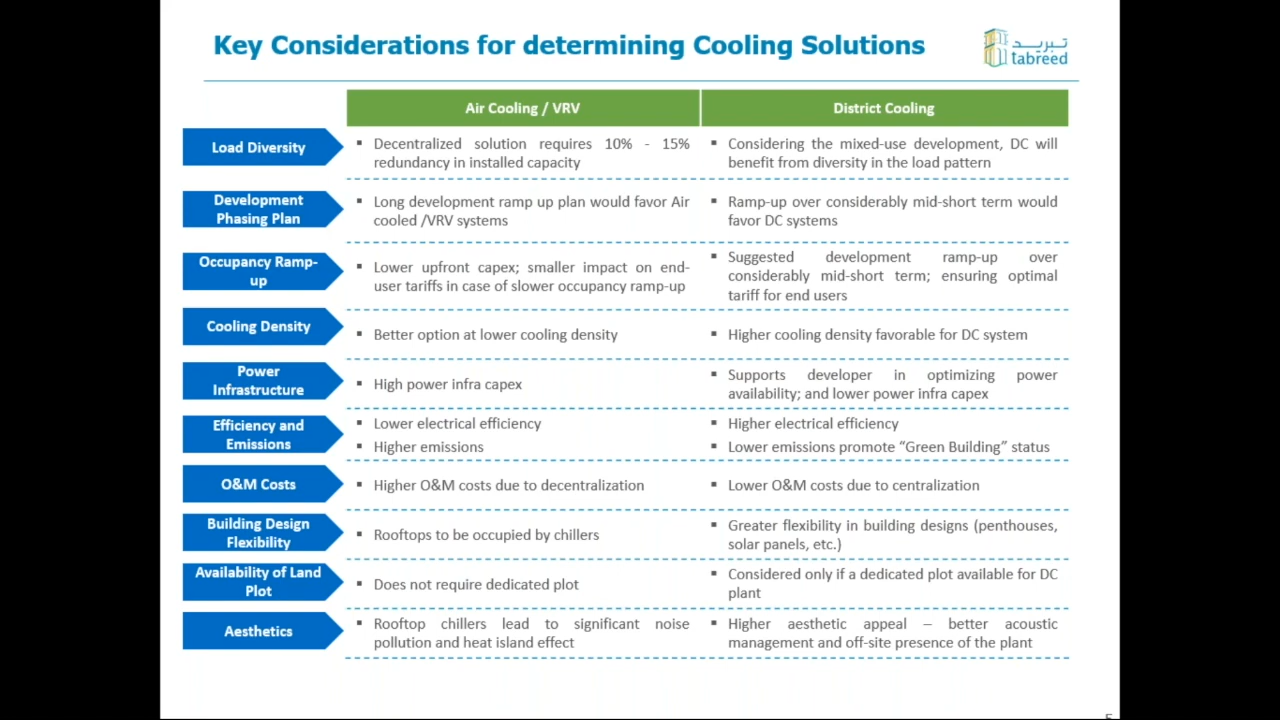 Key Considerations for determining Cooling Solutions
تبريد
tabreed
Air Cooling / VRV
District Cooling
Load Diversity
▪ Decentralized solution requires 10% - 15%
redundancy in installed capacity
▪ Considering the mixed-use development, DC will
benefit from diversity in the load pattern
Development
Phasing Plan
▪ Long development ramp up plan would favor Air
cooled /VRV systems
▪ Ramp-up over considerably mid-short term would
favor DC systems
Occupancy Ramp-
up
▪ Lower upfront capex; smaller impact on end-
user tariffs in case of slower occupancy ramp-up
▪ Suggested development ramp-up over
considerably mid-short term; ensuring optimal
tariff for end users
Cooling Density
▪ Better option at lower cooling density
▪ Higher cooling density favorable for DC system
Power
Infrastructure
▪ High power infra capex
▪ Supports developer in optimizing power
availability; and lower power infra capex
Efficiency and
Emissions
▪ Lower electrical efficiency
▪ Higher emissions
▪ Higher electrical efficiency
▪ Lower emissions promote “Green Building” status
O&M Costs
▪ Higher O&M costs due to decentralization
▪ Lower O&M costs due to centralization
Building Design
Flexibility
▪ Rooftops to be occupied by chillers
▪ Greater flexibility in building designs (penthouses,
solar panels, etc.)
Availability of Land
Plot
▪ Does not require dedicated plot
▪ Considered only if a dedicated plot available for DC
plant
Aesthetics
▪ Rooftop chillers lead to significant noise
pollution and heat island effect
▪ Higher aesthetic appeal – better acoustic
management and off-site presence of the plant